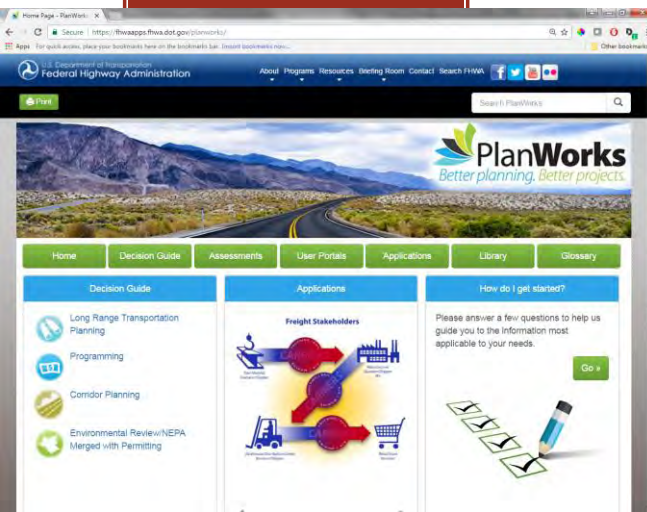 Home Page - PlanWorks
Secure https://fhwaapps.fhwa.dot.gov/planworks/
Apps For quick access, place your bookmarks here on the bookmarks bar. Import bookmarks now...
Other bookmarks
U.S. Department of Transportation
Federal Highway Administration
About Programs Resources Briefing Room Contact Search FHWA
Print
Search PlanWorks
PlanWorks
Better planning. Better projects.
Home Decision Guide Assessments User Portals Applications Library Glossary
Decision Guide
Long Range Transportation
Planning
Programming
Corridor Planning
Environmental Review/NEPA
Merged with Permitting
Applications
Freight Stakeholders
CARRIER
CARRIER
How do I get started?
Please answer a few questions to help us
guide you to the information most
applicable to your needs.
Go »